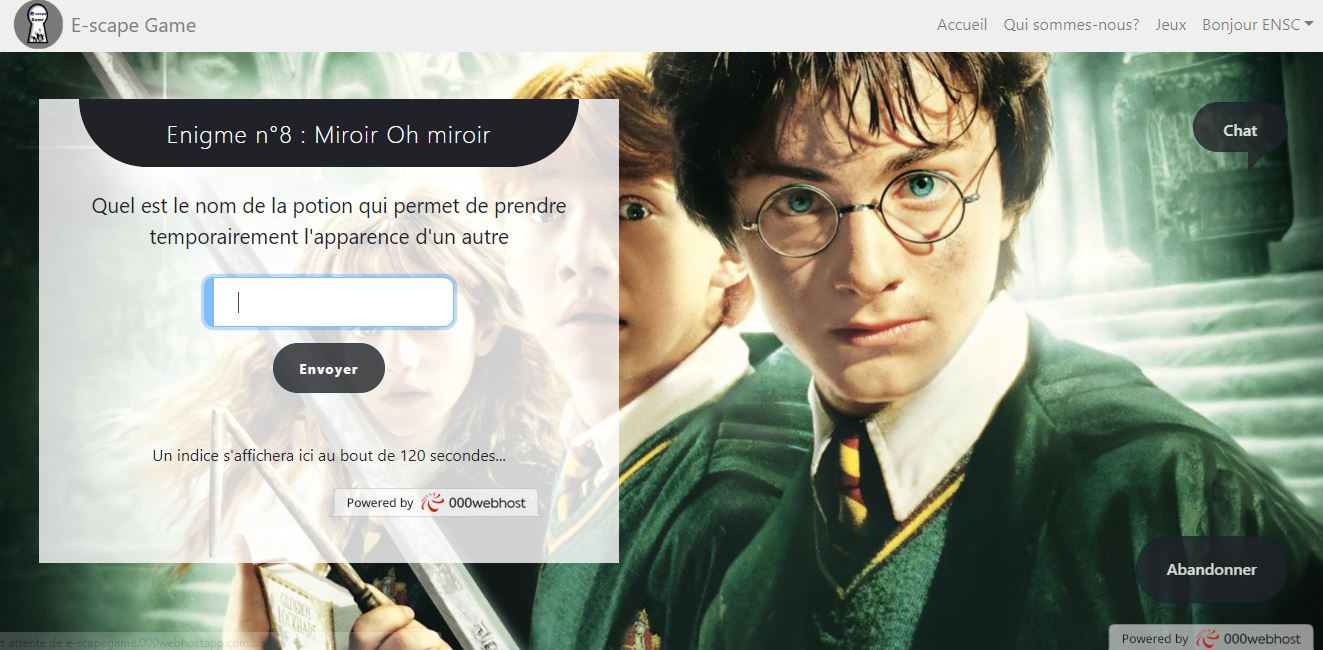 E-scape Game
Accueil Qui sommes-nous? Jeux Bonjour ENSC
Enigme n°8 : Miroir Oh miroir
Chat
Quel est le nom de la potion qui permet de prendre
temporairement l'apparence d'un autre
Envoyer
Un indice s'affichera ici au bout de 120 secondes...
Powered by 000webhost
Abandonner
GILDEROY
LOCKHART
n attente de e-scapegame.000webhostapp.com...
Powered by 000webhost